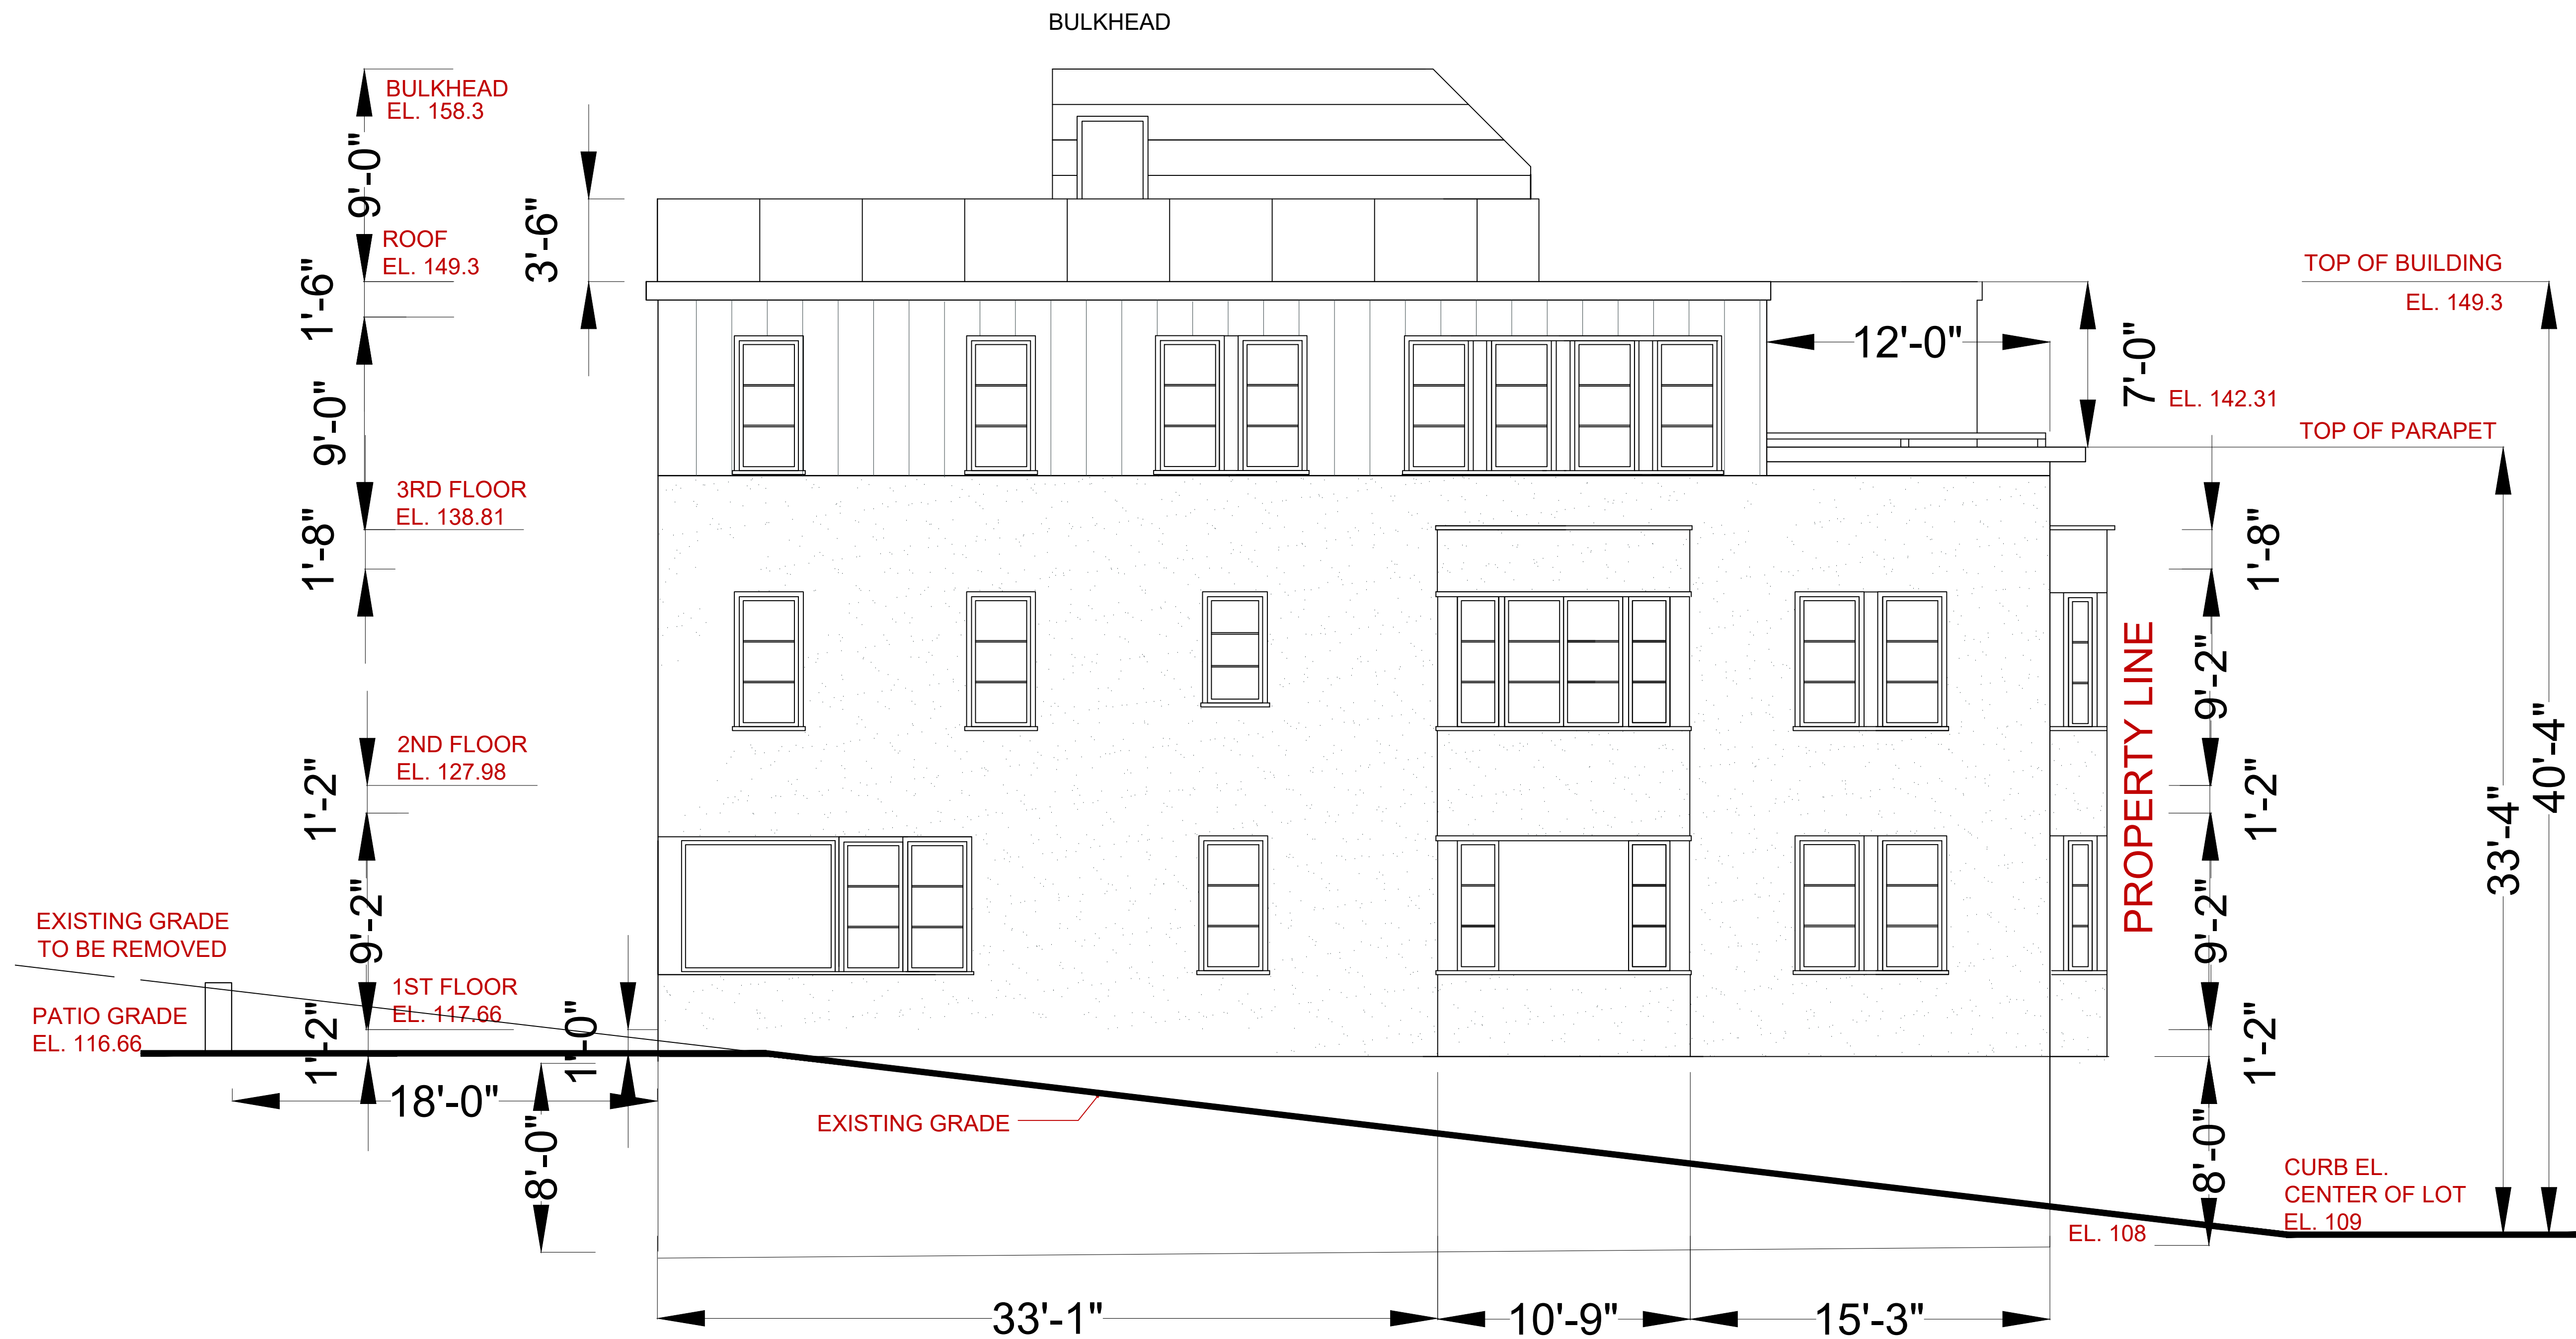 BULKHEAD
BULKHEAD
EL. 158.3
9'-0"
ROOF
EL. 149.3
3'-6"
1'-6"
TOP OF BUILDING
EL. 149.3
12'-0"
7'-0"
EL. 142.31
TOP OF PARAPET
9'-0"
3RD FLOOR
EL. 138.81
1'-8"
1'-8"
9'-2"
PROPERTY LINE
2ND FLOOR
EL. 127.98
1'-2"
1'-2"
40'-4"
33'-4"
9'-2"
9'-2"
EXISTING GRADE
TO BE REMOVED
1ST FLOOR
EL. 117.66
PATIO GRADE
EL. 116.66
1'-2"
1'-0"
1'-2"
18'-0"
EXISTING GRADE
8'-0"
8'-0"
CURB EL.
CENTER OF LOT
EL. 109
EL. 108
33'-1"
10'-9"
15'-3"